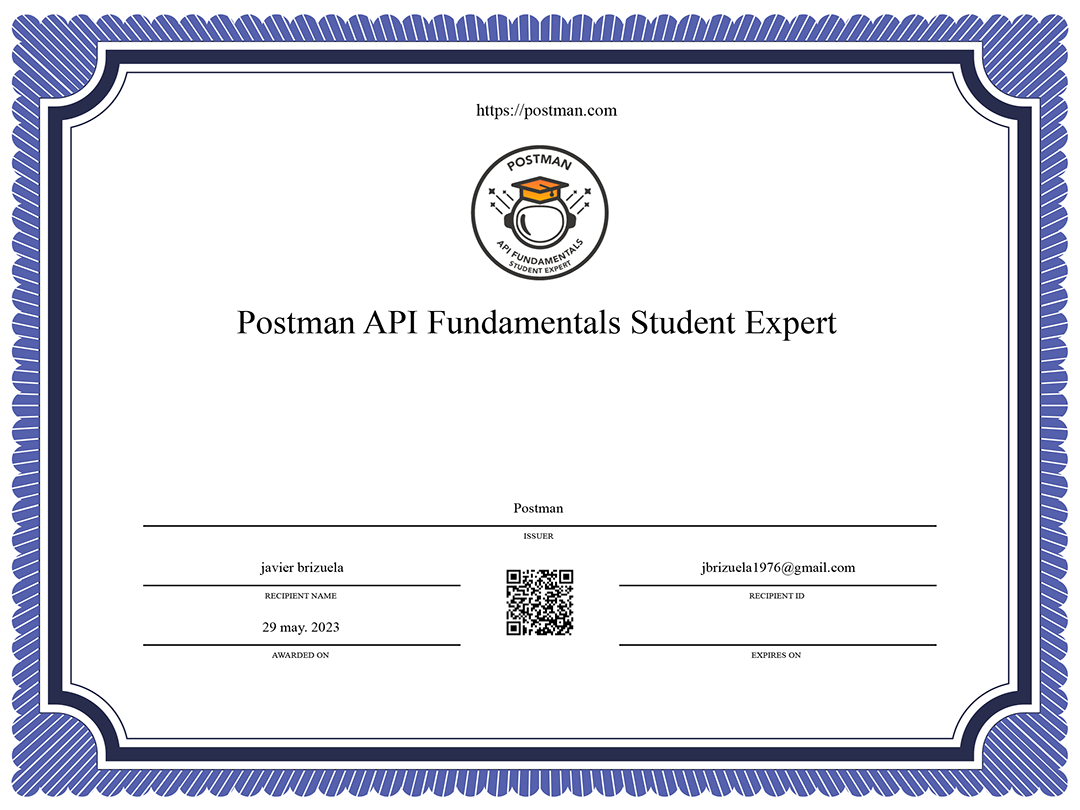 https://postman.com
POSTMAN
API FUNDAMENTALS
STUDENT EXPERT
Postman API Fundamentals Student Expert
Postman
ISSUER
javier brizuela
jbrizuela1976@gmail.com
RECIPIENT NAME
RECIPIENT ID
29 may. 2023
AWARDED ON
EXPIRES ON